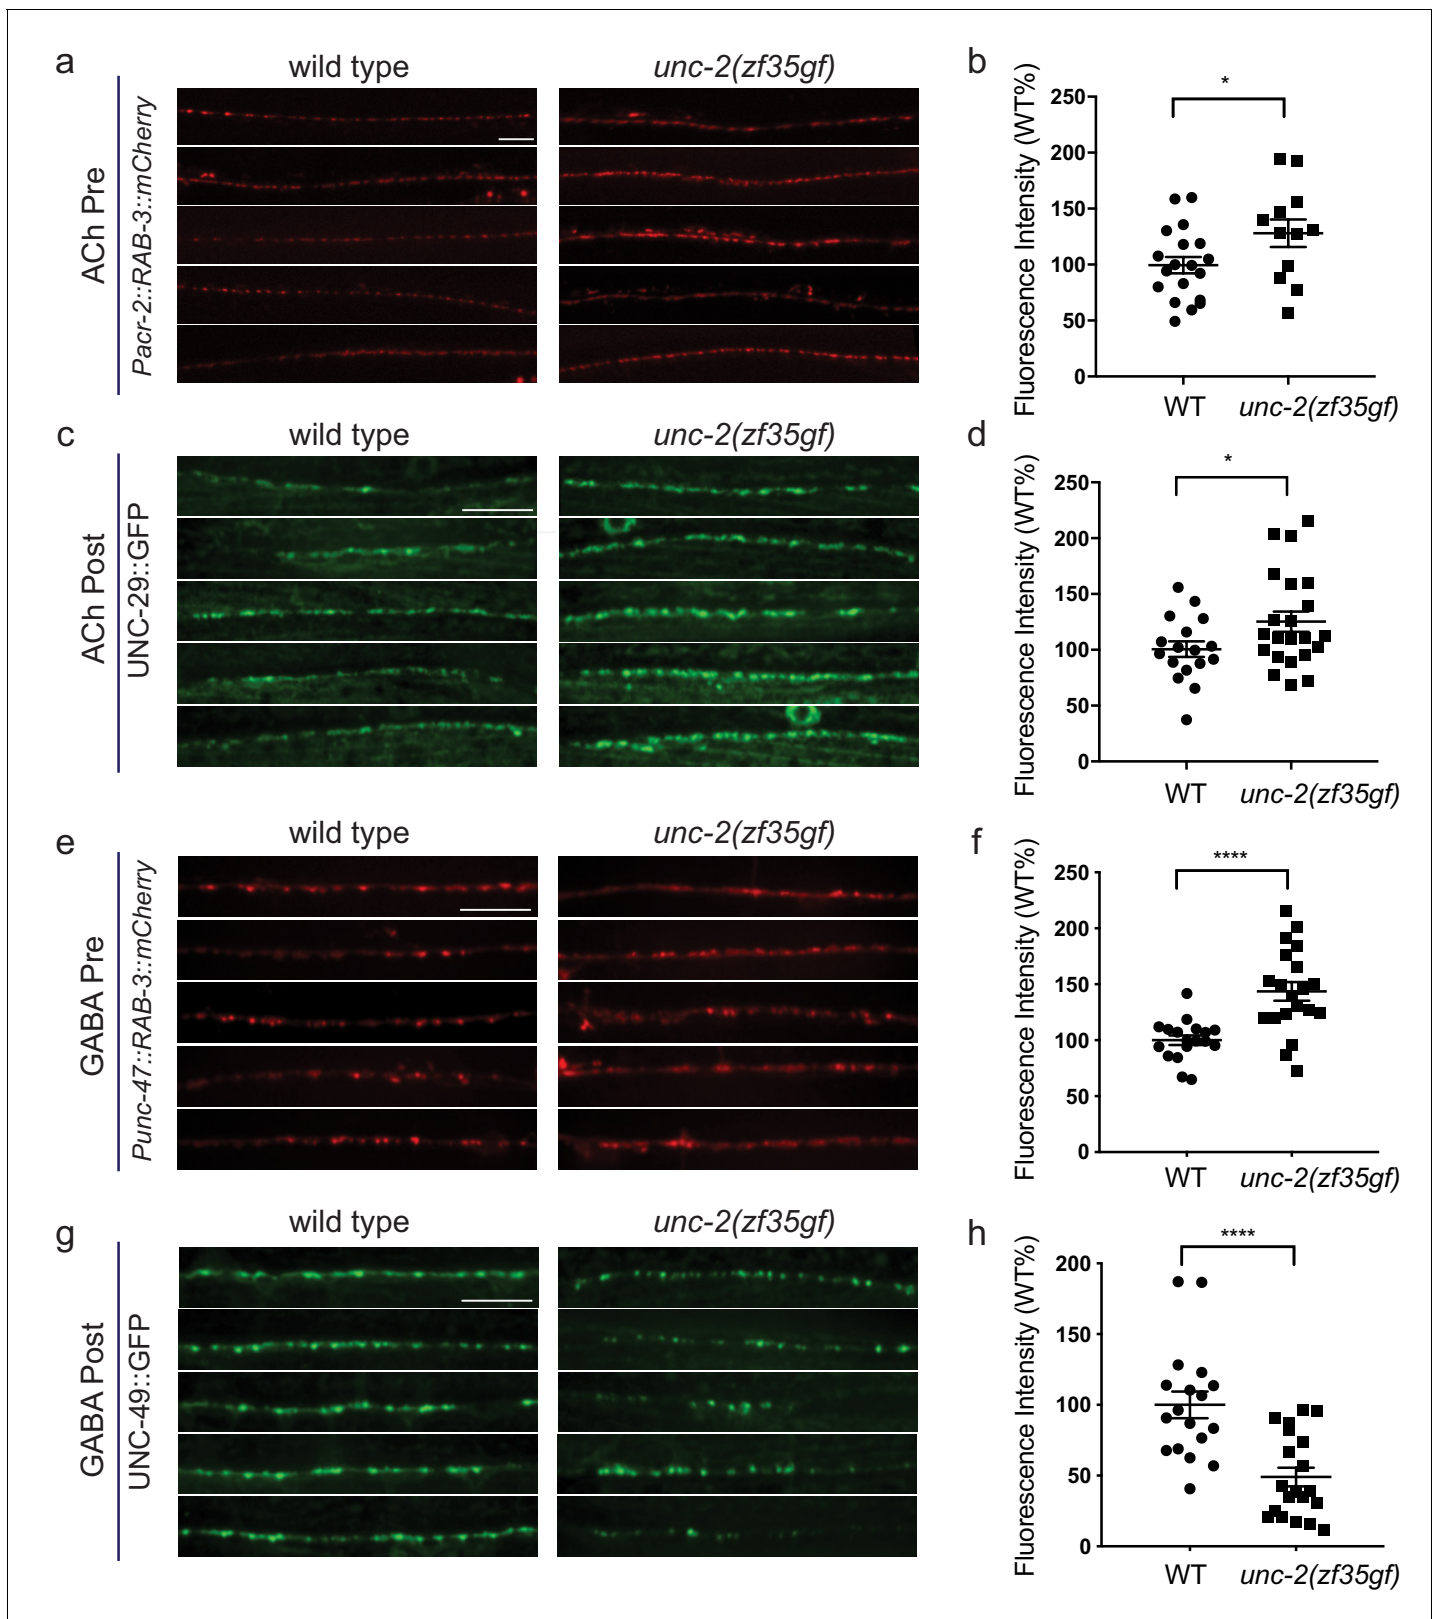 a
wild type
unc-2(zf35gf)
ACh Pre
Pacr-2::RAB-3::mCherry
b
*
Fluorescence Intensity (WT%)
250
200
150
100
50
0
WT
unc-2(zf35gf)
c
wild type
unc-2(zf35gf)
ACh Post
UNC-29::GFP
d
*
Fluorescence Intensity (WT%)
250
200
150
100
50
0
WT
unc-2(zf35gf)
e
wild type
unc-2(zf35gf)
GABA Pre
Punc-47::RAB-3::mCherry
f
****
Fluorescence Intensity (WT%)
250
200
150
100
50
0
WT
unc-2(zf35gf)
g
wild type
unc-2(zf35gf)
GABA Post
UNC-49::GFP
h
****
Fluorescence Intensity (WT%)
200
150
100
50
0
WT
unc-2(zf35gf)